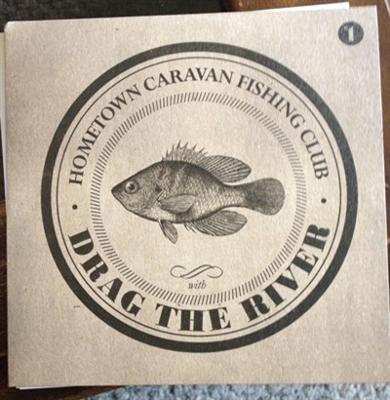 1
HOMETOWN CARAVAN FISHING CLUB
with
DRAG THE RIVER